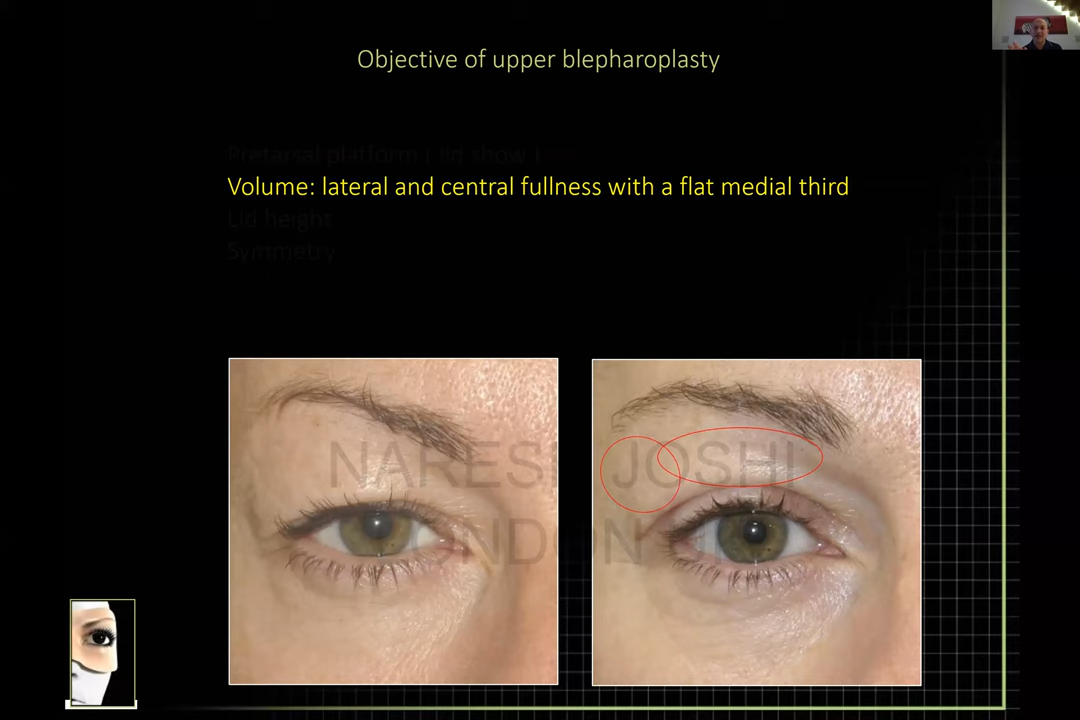 Objective of upper blepharoplasty
Pretarsal platform ( lid show )
Volume: lateral and central fullness with a flat medial third
Lid height
Symmetry
NARESH JOSHI
LONDON UK